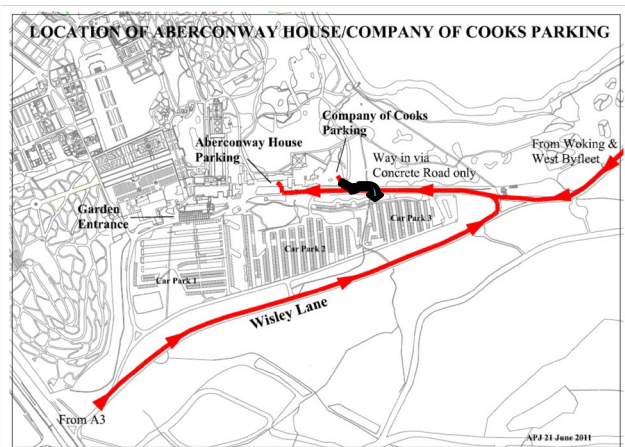 LOCATION OF ABERCONWAY HOUSE/COMPANY OF COOKS PARKING
Company of Cooks
Parking
Aberconway House
Parking
Way in via
Concrete Road only
From Woking &
West Byfleet
Garden
Entrance
Car Park 3
Car Park 2
Car Park 1
Wisley Lane
From A3
APJ 21 June 2011